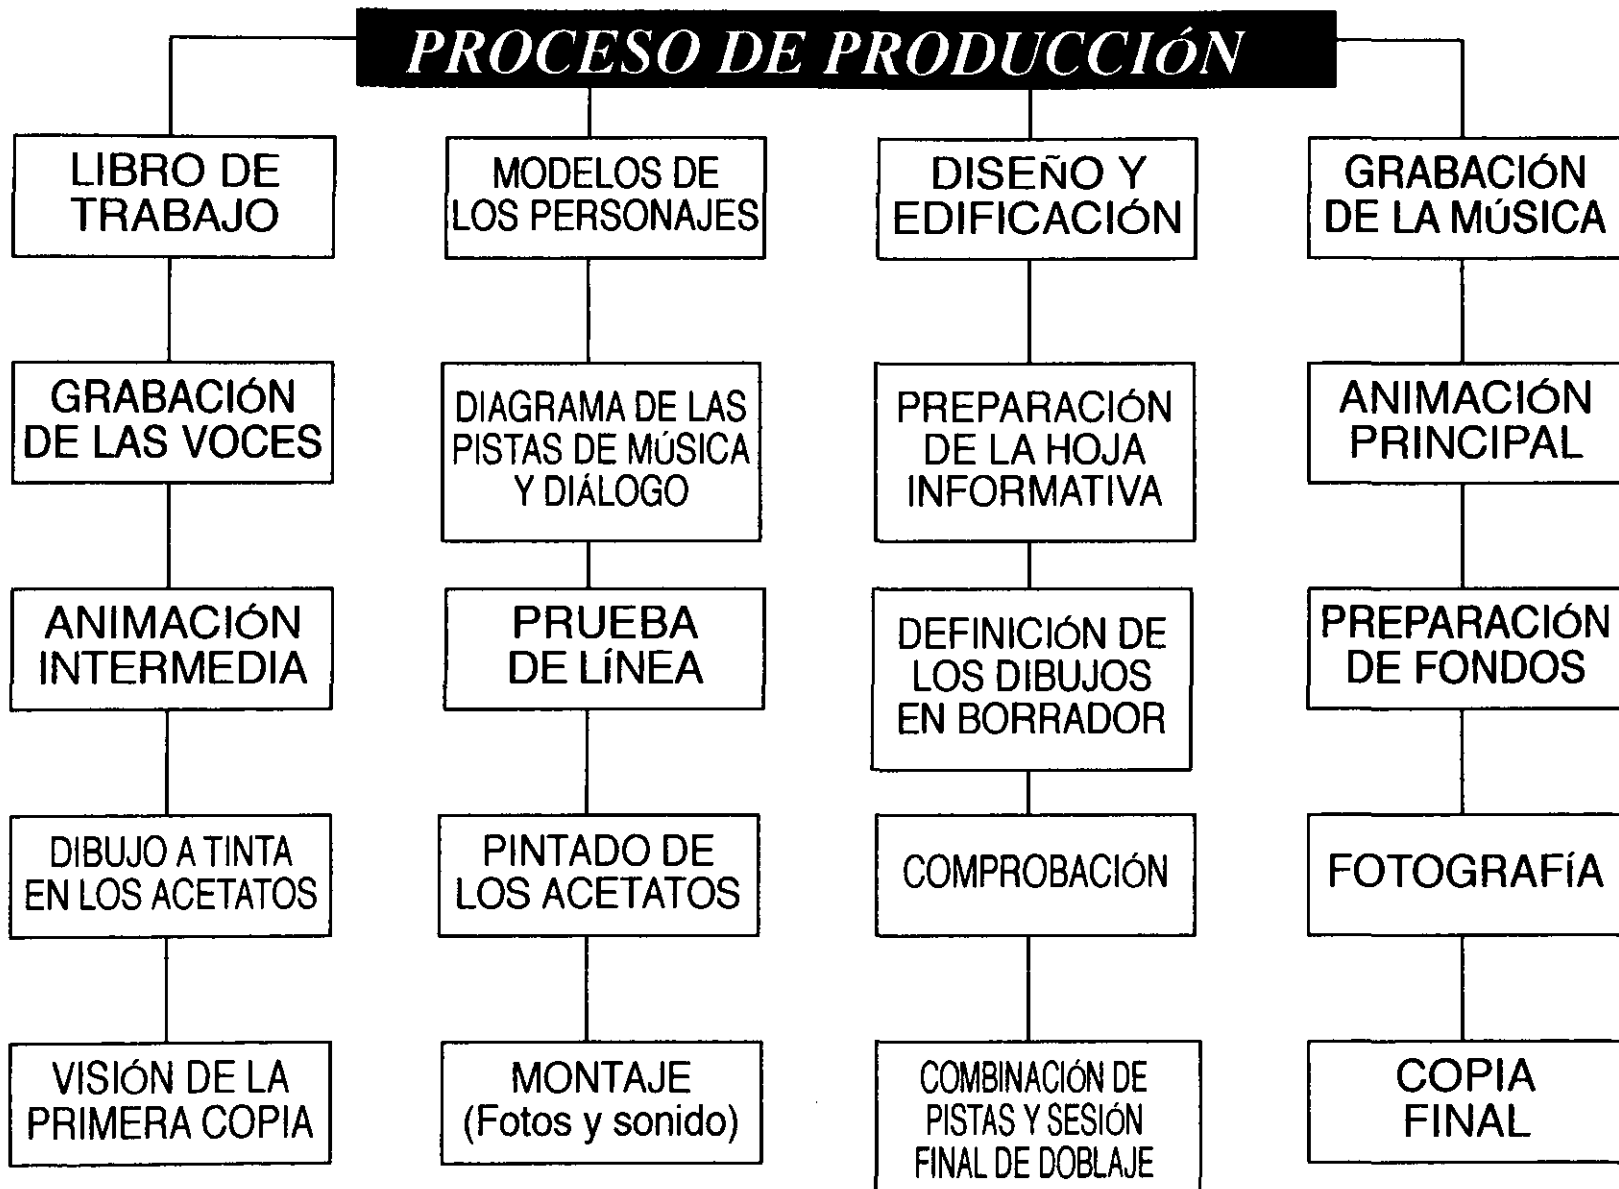 PROCESO DE PRODUCCIÓN
LIBRO DE
TRABAJO
MODELOS DE
LOS PERSONAJES
DISEÑO Y
EDIFICACIÓN
GRABACIÓN
DE LA MÚSICA
GRABACIÓN
DE LAS VOCES
DIAGRAMA DE LAS
PISTAS DE MÚSICA
Y DIÁLOGO
PREPARACIÓN
DE LA HOJA
INFORMATIVA
ANIMACIÓN
PRINCIPAL
ANIMACIÓN
INTERMEDIA
PRUEBA
DE LÍNEA
DEFINICIÓN DE
LOS DIBUJOS
EN BORRADOR
PREPARACIÓN
DE FONDOS
DIBUJO A TINTA
EN LOS ACETATOS
PINTADO DE
LOS ACETATOS
COMPROBACIÓN
FOTOGRAFÍA
VISIÓN DE LA
PRIMERA COPIA
MONTAJE
(Fotos y sonido)
COMBINACIÓN DE
PISTAS Y SESIÓN
FINAL DE DOBLAJE
COPIA
FINAL